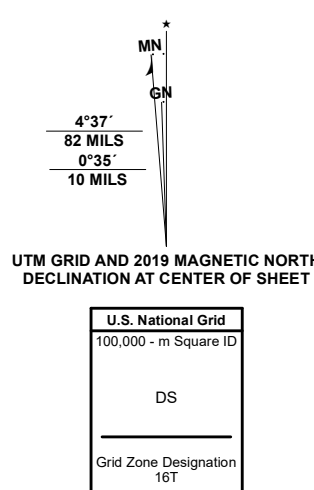 ★
MN
GN
4°37´
82 MILS
0°35´
10 MILS
UTM GRID AND 2019 MAGNETIC NORTH
DECLINATION AT CENTER OF SHEET
U.S. National Grid
100,000 - m Square ID
DS
Grid Zone Designation
16T